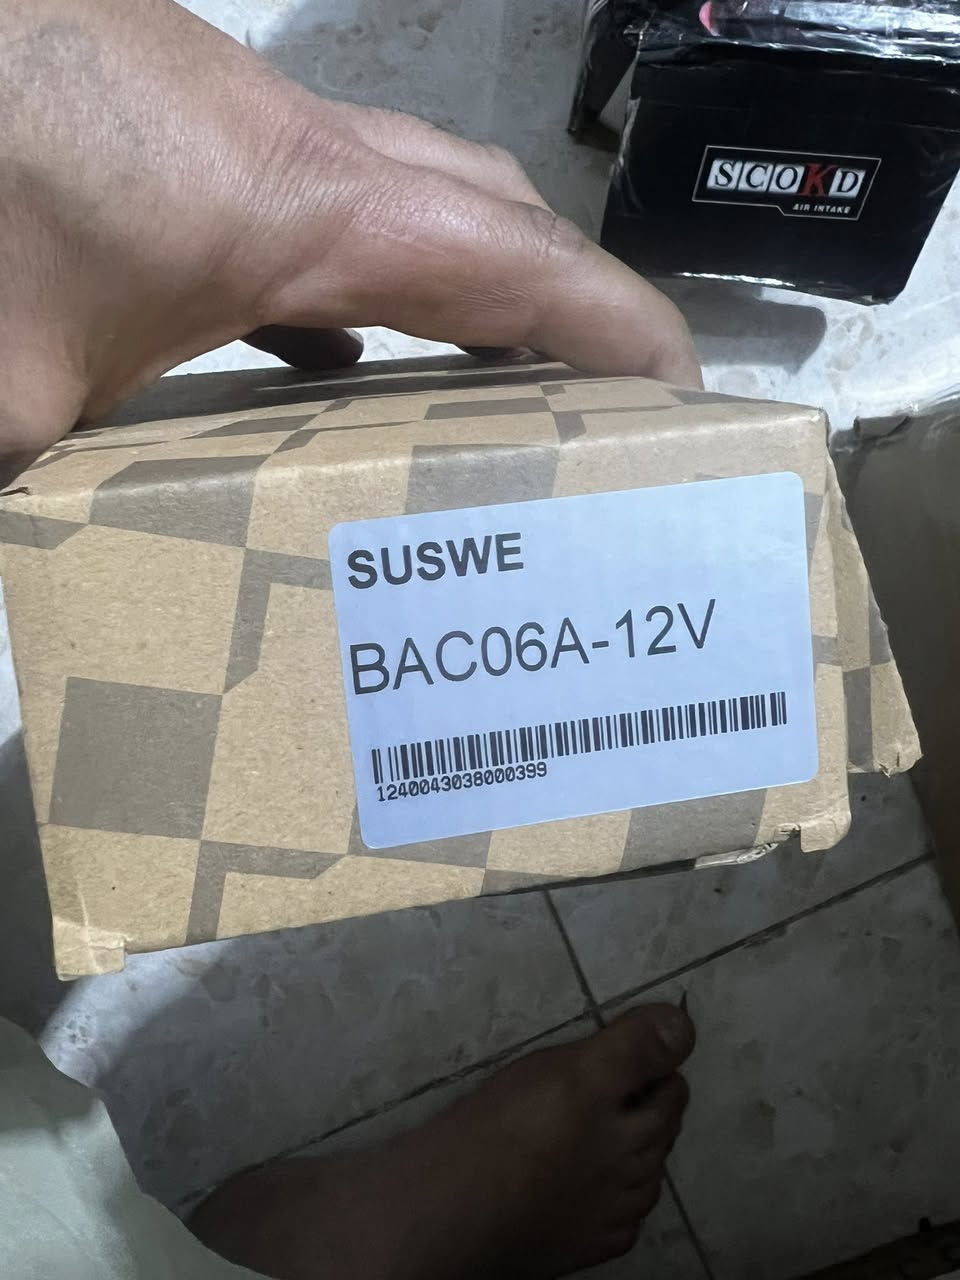 SCOKD
AIR INTAKE
SUSWE
BAC06A-12V
1240043038000399